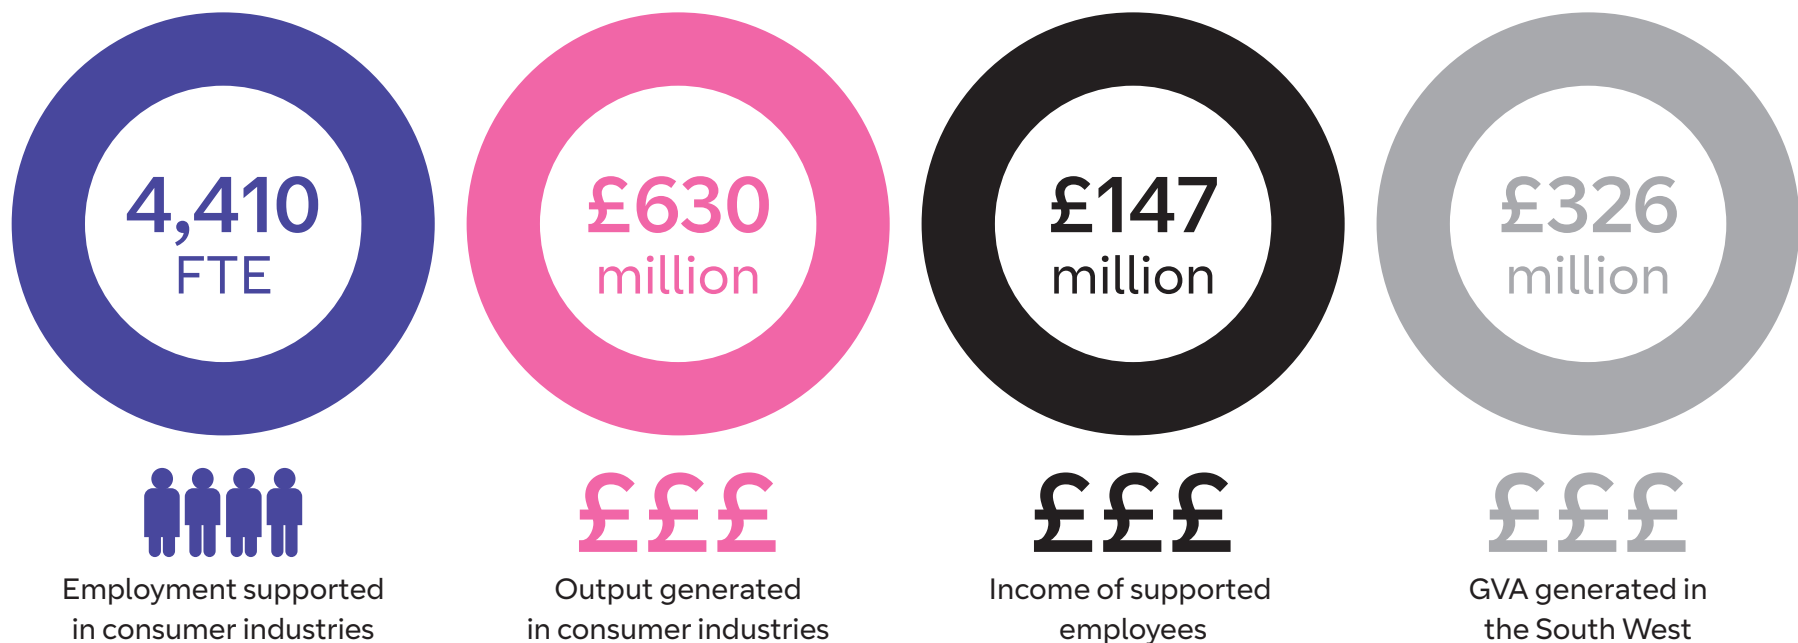 4,410
FTE
£630
million
£147
million
£326
million
£££
£££
£££
Employment supported
in consumer industries
Output generated
in consumer industries
Income of supported
employees
GVA generated in
the South West